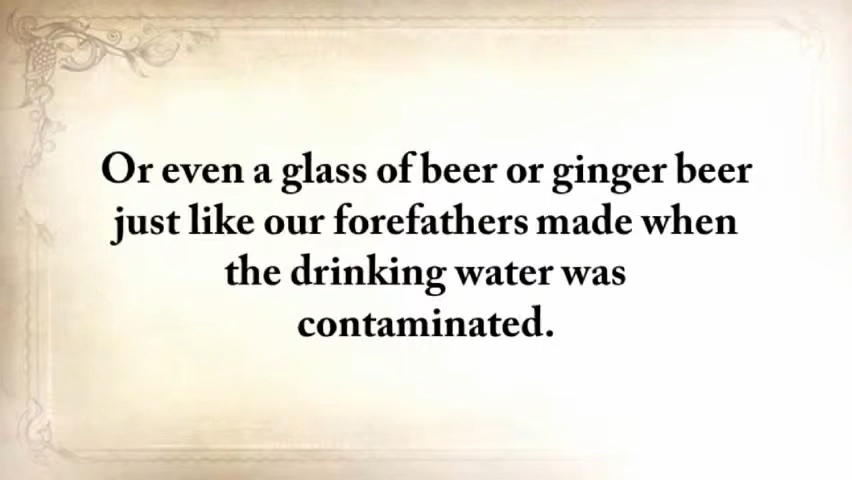 Or even a glass of beer or ginger beer
just like our forefathers made when
the drinking water was
contaminated.